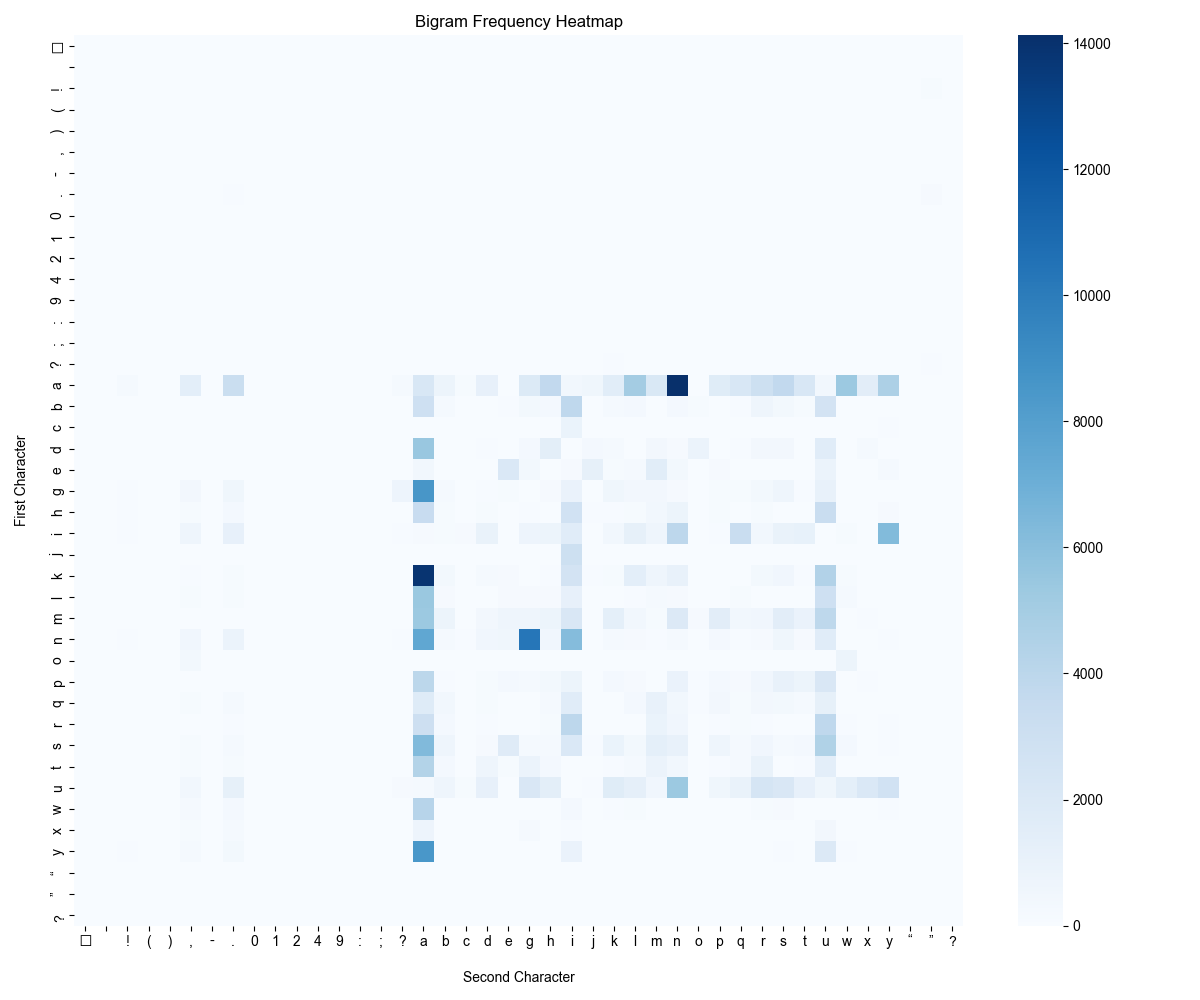 Bigram Frequency Heatmap
First Character
□
!
(
)
,
-
.
0
1
2
4
9
:
;
?
a
b
c
d
e
g
h
i
j
k
l
m
n
o
p
q
r
s
t
u
w
x
y
“
”
?
□ ! ( ) , - . 0 1 2 4 9 : ; ? a b c d e g h i j k l m n o p q r s t u w x y “ ” ?
Second Character
14000
12000
10000
8000
6000
4000
2000
0